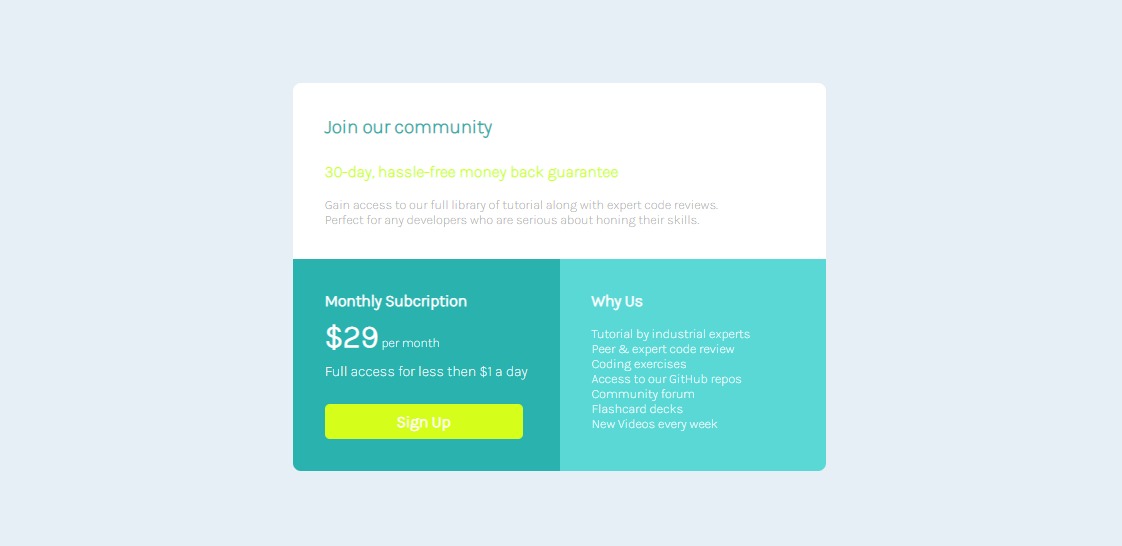 Join our community
30-day, hassle-free money back guarantee
Gain access to our full library of tutorial along with expert code reviews.
Perfect for any developers who are serious about honing their skills.
Monthly Subcription
$29 per month
Full access for less then $1 a day
Sign Up
Why Us
Tutorial by industrial experts
Peer & expert code review
Coding exercises
Access to our GitHub repos
Community forum
Flashcard decks
New Videos every week